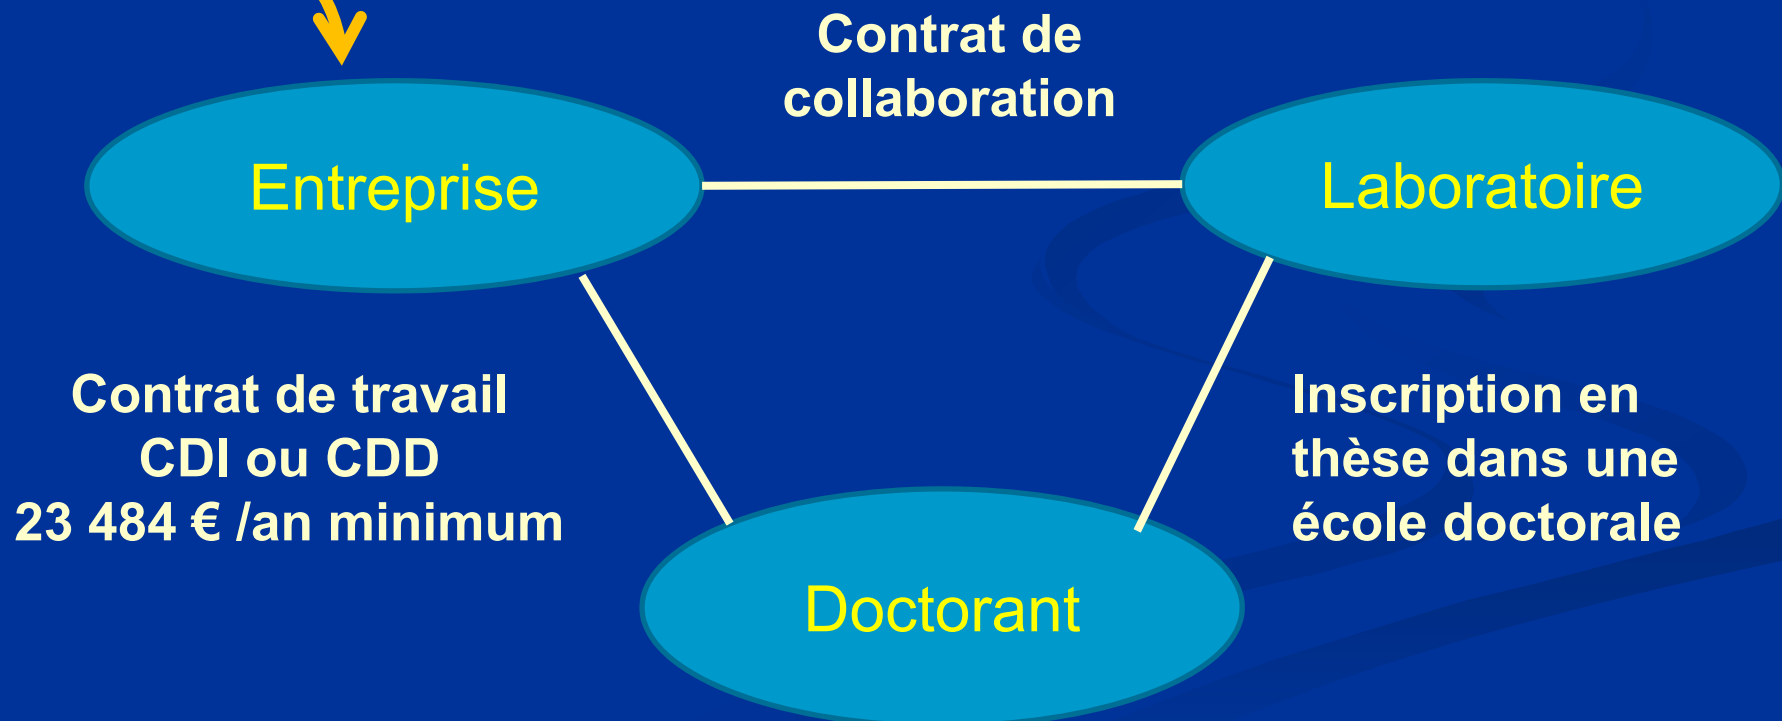 Contrat de
collaboration
Entreprise
Laboratoire
Contrat de travail
CDI ou CDD
23 484 € /an minimum
Inscription en
thèse dans une
école doctorale
Doctorant